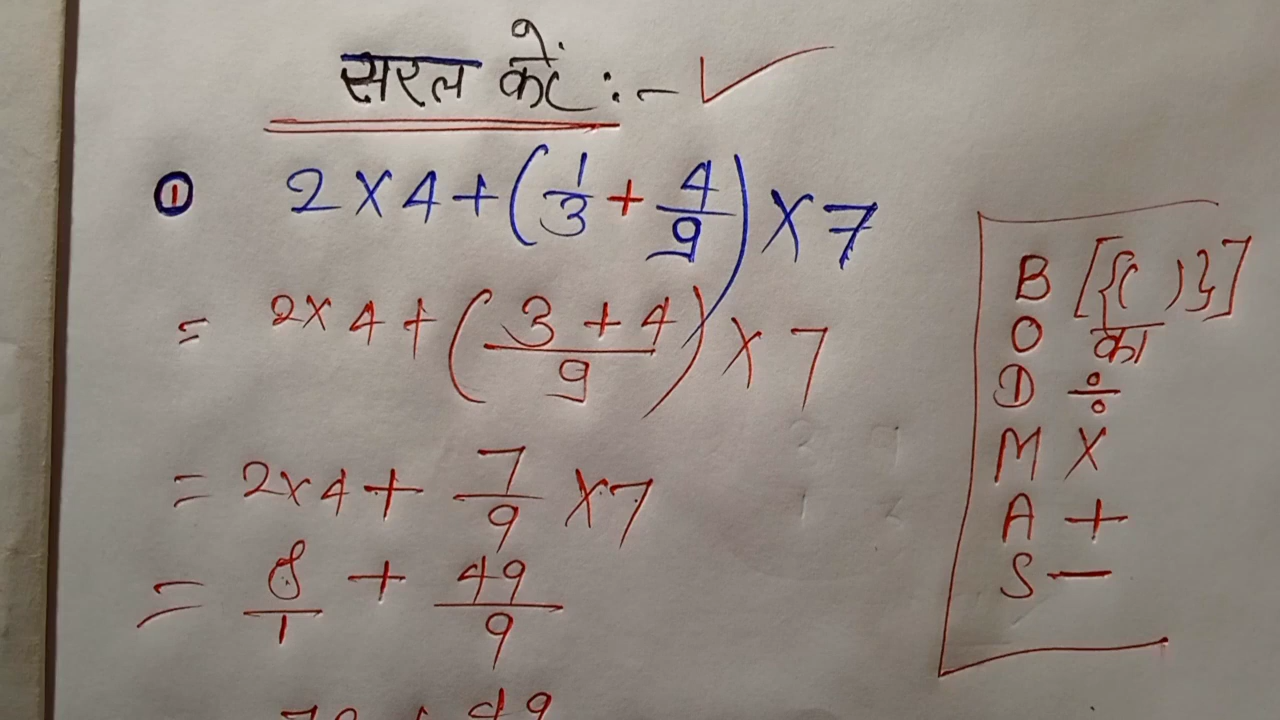 सरल करें :-
① 2 × 4 + (1/3 + 4/9) × 7
= 2 × 4 + (3 + 4 / 9) × 7
= 2 × 4 + 7/9 × 7
= 8/1 + 49/9
+ 49
B [{( )}]
O का
D ÷
M ×
A +
S −